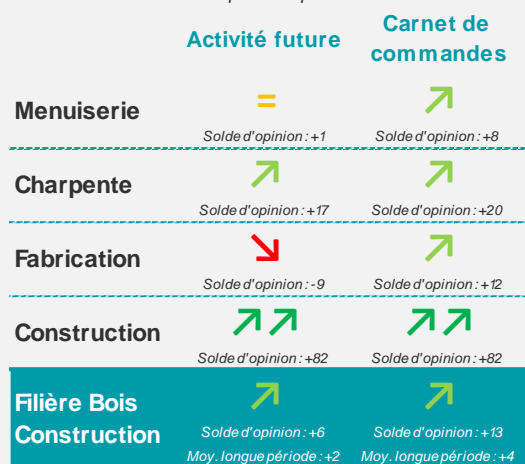 Activité future
Carnet de
commandes
Menuiserie
=
Solde d'opinion : +1
Solde d'opinion : +8
Charpente
Solde d'opinion : +17
Solde d'opinion : +20
Fabrication
Solde d'opinion : -9
Solde d'opinion : +12
Construction
Solde d'opinion : +82
Solde d'opinion : +82
Filière Bois
Construction
Solde d'opinion : +6
Moy. longue période : +2
Solde d'opinion : +13
Moy. longue période : +4